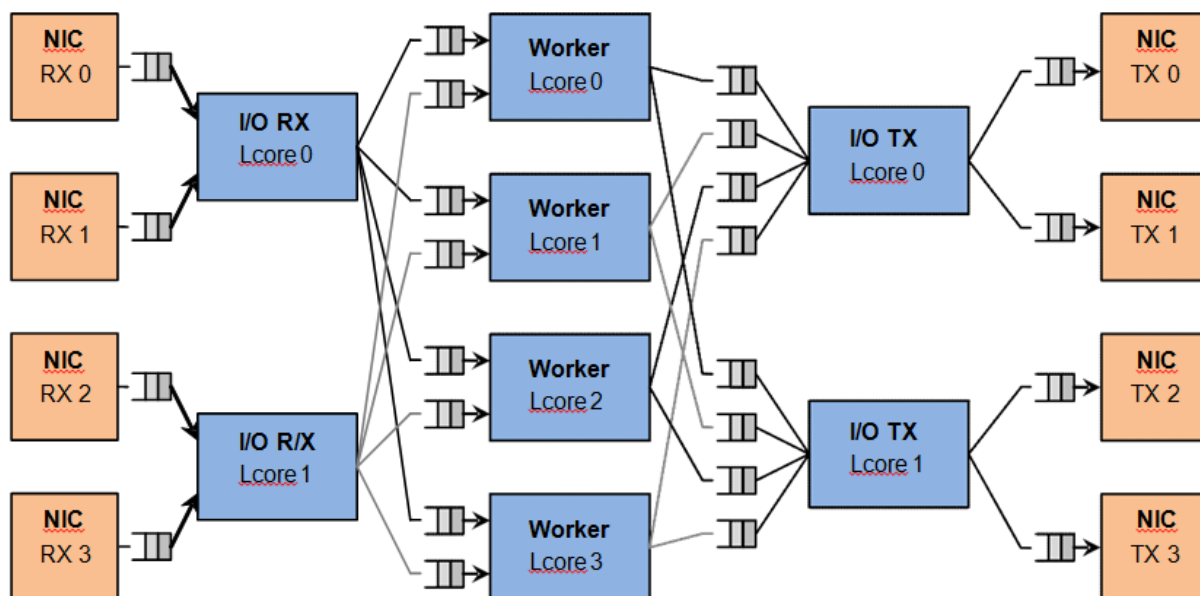 NIC
RX 0
NIC
RX 1
NIC
RX 2
NIC
RX 3
I/O RX
Lcore 0
I/O R/X
Lcore 1
Worker
Lcore 0
Worker
Lcore 1
Worker
Lcore 2
Worker
Lcore 3
I/O TX
Lcore 0
I/O TX
Lcore 1
NIC
TX 0
NIC
TX 1
NIC
TX 2
NIC
TX 3